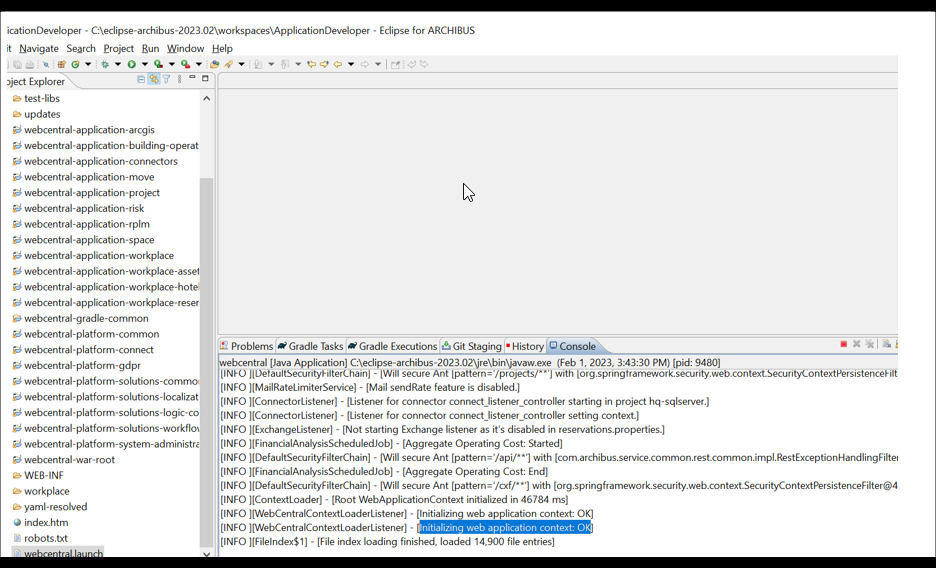 icationDeveloper - C:\eclipse-archibus-2023.02\workspaces\ApplicationDeveloper - Eclipse for ARCHIBUS
it Navigate Search Project Run Window Help
oject Explorer
test-libs
updates
webcentral-application-arcgis
webcentral-application-building-operat
webcentral-application-connectors
webcentral-application-move
webcentral-application-project
webcentral-application-risk
webcentral-application-rplm
webcentral-application-space
webcentral-application-workplace
webcentral-application-workplace-asset
webcentral-application-workplace-hote
webcentral-application-workplace-reser
webcentral-gradle-common
webcentral-platform-common
webcentral-platform-connect
webcentral-platform-gdpr
webcentral-platform-solutions-commo
webcentral-platform-solutions-localizat
webcentral-platform-solutions-logic-co
webcentral-platform-solutions-workflov
webcentral-platform-system-administra
webcentral-war-root
WEB-INF
workplace
yaml-resolved
index.htm
robots.txt
webcentral.launch
Problems Gradle Tasks Gradle Executions Git Staging History Console
webcentral [Java Application] C:\eclipse-archibus-2023.02\jre\bin\javaw.exe (Feb 1, 2023, 3:43:30 PM) [pid: 9480]
[INFO ][DefaultSecurityFilterChain] - [Will secure Ant [pattern='/projects/**'] with [org.springframework.security.web.context.SecurityContextPersistenceFilt
[INFO ][MailRateLimiterService] - [Mail sendRate feature is disabled.]
[INFO ][ConnectorListener] - [Listener for connector connect_listener_controller starting in project hq-sqlserver.]
[INFO ][ConnectorListener] - [Listener for connector connect_listener_controller setting context.]
[INFO ][ExchangeListener] - [Not starting Exchange listener as it's disabled in reservations.properties.]
[INFO ][FinancialAnalysisScheduledJob] - [Aggregate Operating Cost: Started]
[INFO ][DefaultSecurityFilterChain] - [Will secure Ant [pattern='/api/**'] with [com.archibus.service.common.rest.common.impl.RestExceptionHandlingFilter
[INFO ][FinancialAnalysisScheduledJob] - [Aggregate Operating Cost: End]
[INFO ][DefaultSecurityFilterChain] - [Will secure Ant [pattern='/cxf/**'] with [org.springframework.security.web.context.SecurityContextPersistenceFilter@4
[INFO ][ContextLoader] - [Root WebApplicationContext initialized in 46784 ms]
[INFO ][WebCentralContextLoaderListener] - [Initializing web application context: OK]
[INFO ][WebCentralContextLoaderListener] - [Initializing web application context: OK]
[INFO ][FileIndex$1] - [File index loading finished, loaded 14,900 file entries]